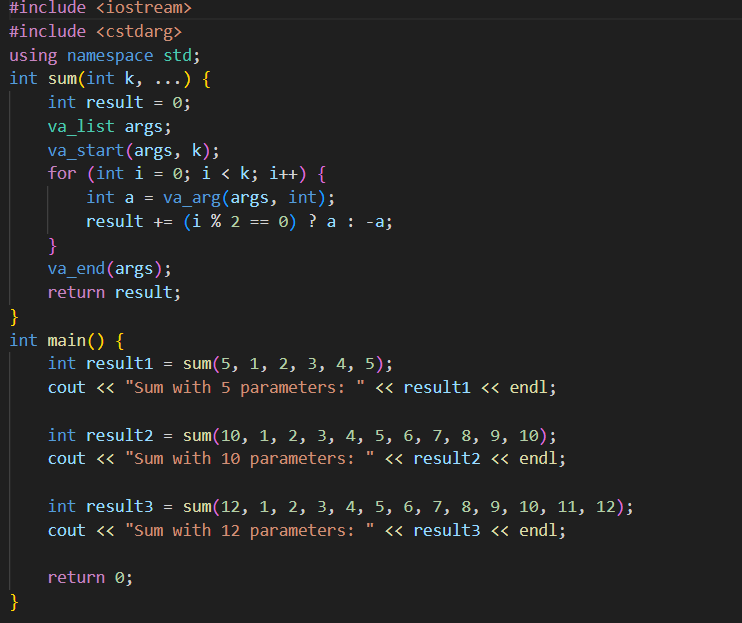 #include <iostream>
#include <cstdarg>
using namespace std;
int sum(int k, ...) {
    int result = 0;
    va_list args;
    va_start(args, k);
    for (int i = 0; i < k; i++) {
        int a = va_arg(args, int);
        result += (i % 2 == 0) ? a : -a;
    }
    va_end(args);
    return result;
}
int main() {
    int result1 = sum(5, 1, 2, 3, 4, 5);
    cout << "Sum with 5 parameters: " << result1 << endl;

    int result2 = sum(10, 1, 2, 3, 4, 5, 6, 7, 8, 9, 10);
    cout << "Sum with 10 parameters: " << result2 << endl;

    int result3 = sum(12, 1, 2, 3, 4, 5, 6, 7, 8, 9, 10, 11, 12);
    cout << "Sum with 12 parameters: " << result3 << endl;

    return 0;
}